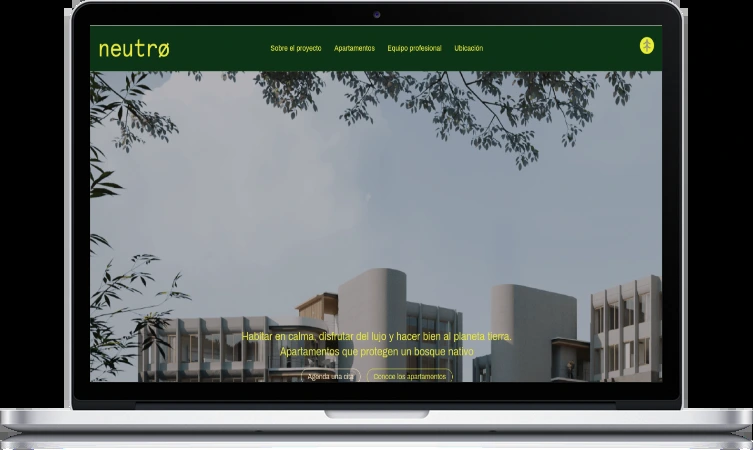 neutrø
Sobre el proyecto Apartamentos Equipo profesional Ubicación
Habitar en calma, disfrutar del lujo y hacer bien al planeta tierra.
Apartamentos que protegen un bosque nativo
Agenda una cita Conoce los apartamentos